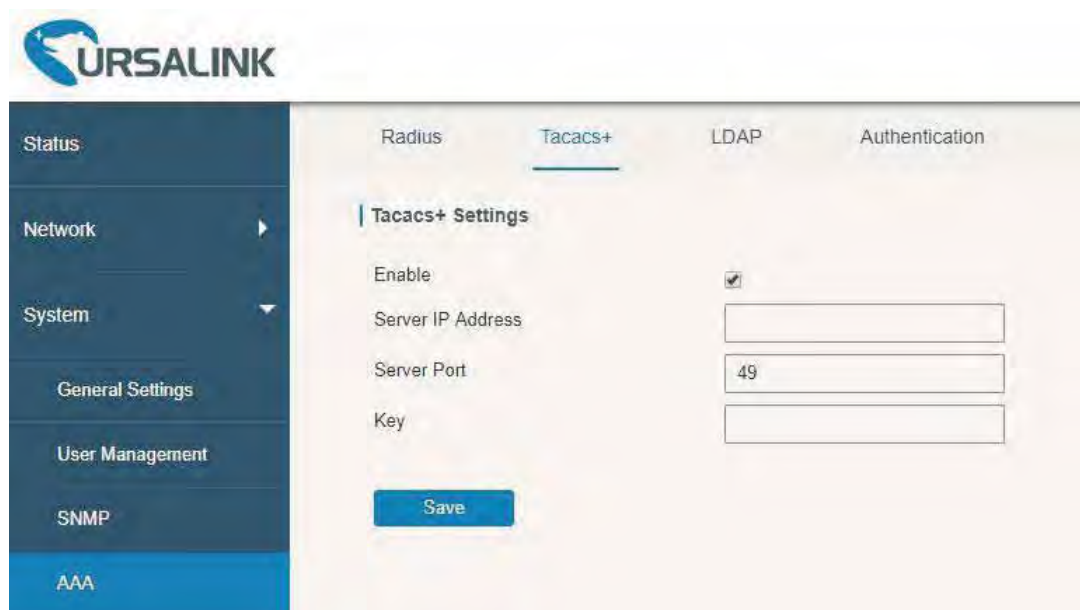 URSALINK
Status
Network
System
General Settings
User Management
SNMP
AAA
Radius Tacacs+ LDAP Authentication
Tacacs+ Settings
Enable
Server IP Address
Server Port 49
Key
Save